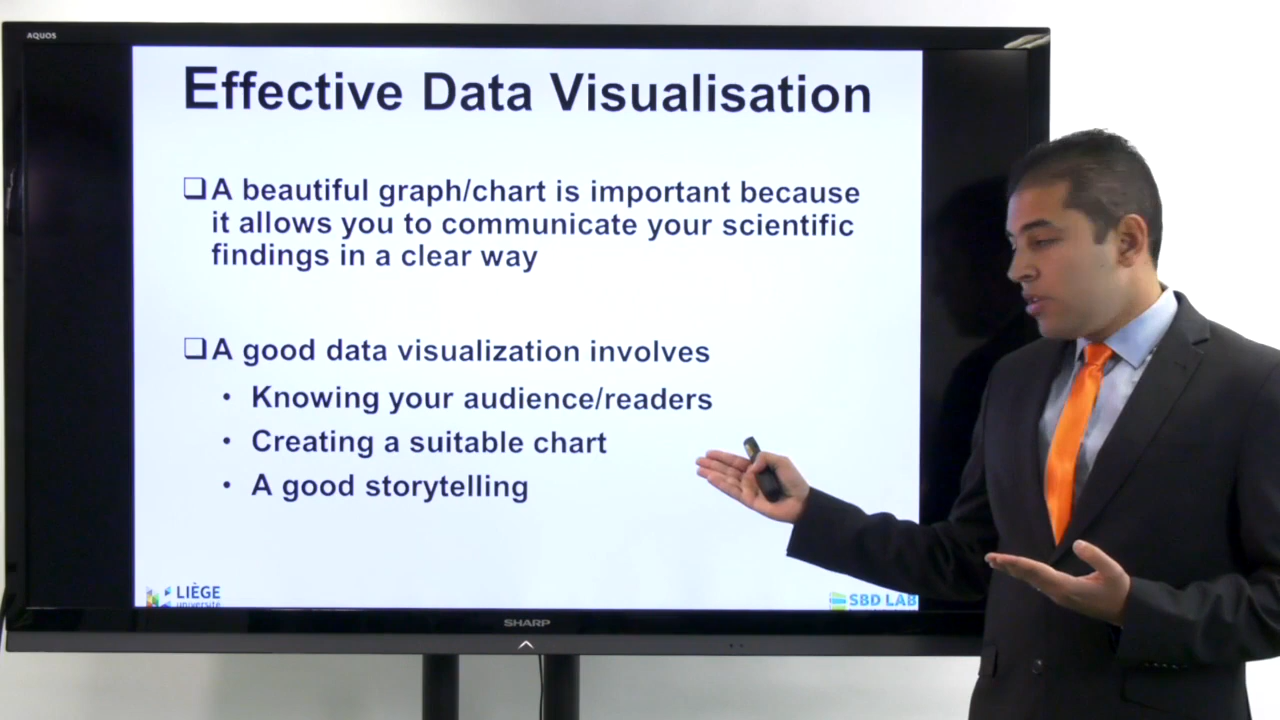 AQUOS
Effective Data Visualisation
❑A beautiful graph/chart is important because
it allows you to communicate your scientific
findings in a clear way
❑A good data visualization involves
• Knowing your audience/readers
• Creating a suitable chart
• A good storytelling
LIÈGE
université
SBD LAB
SHARP